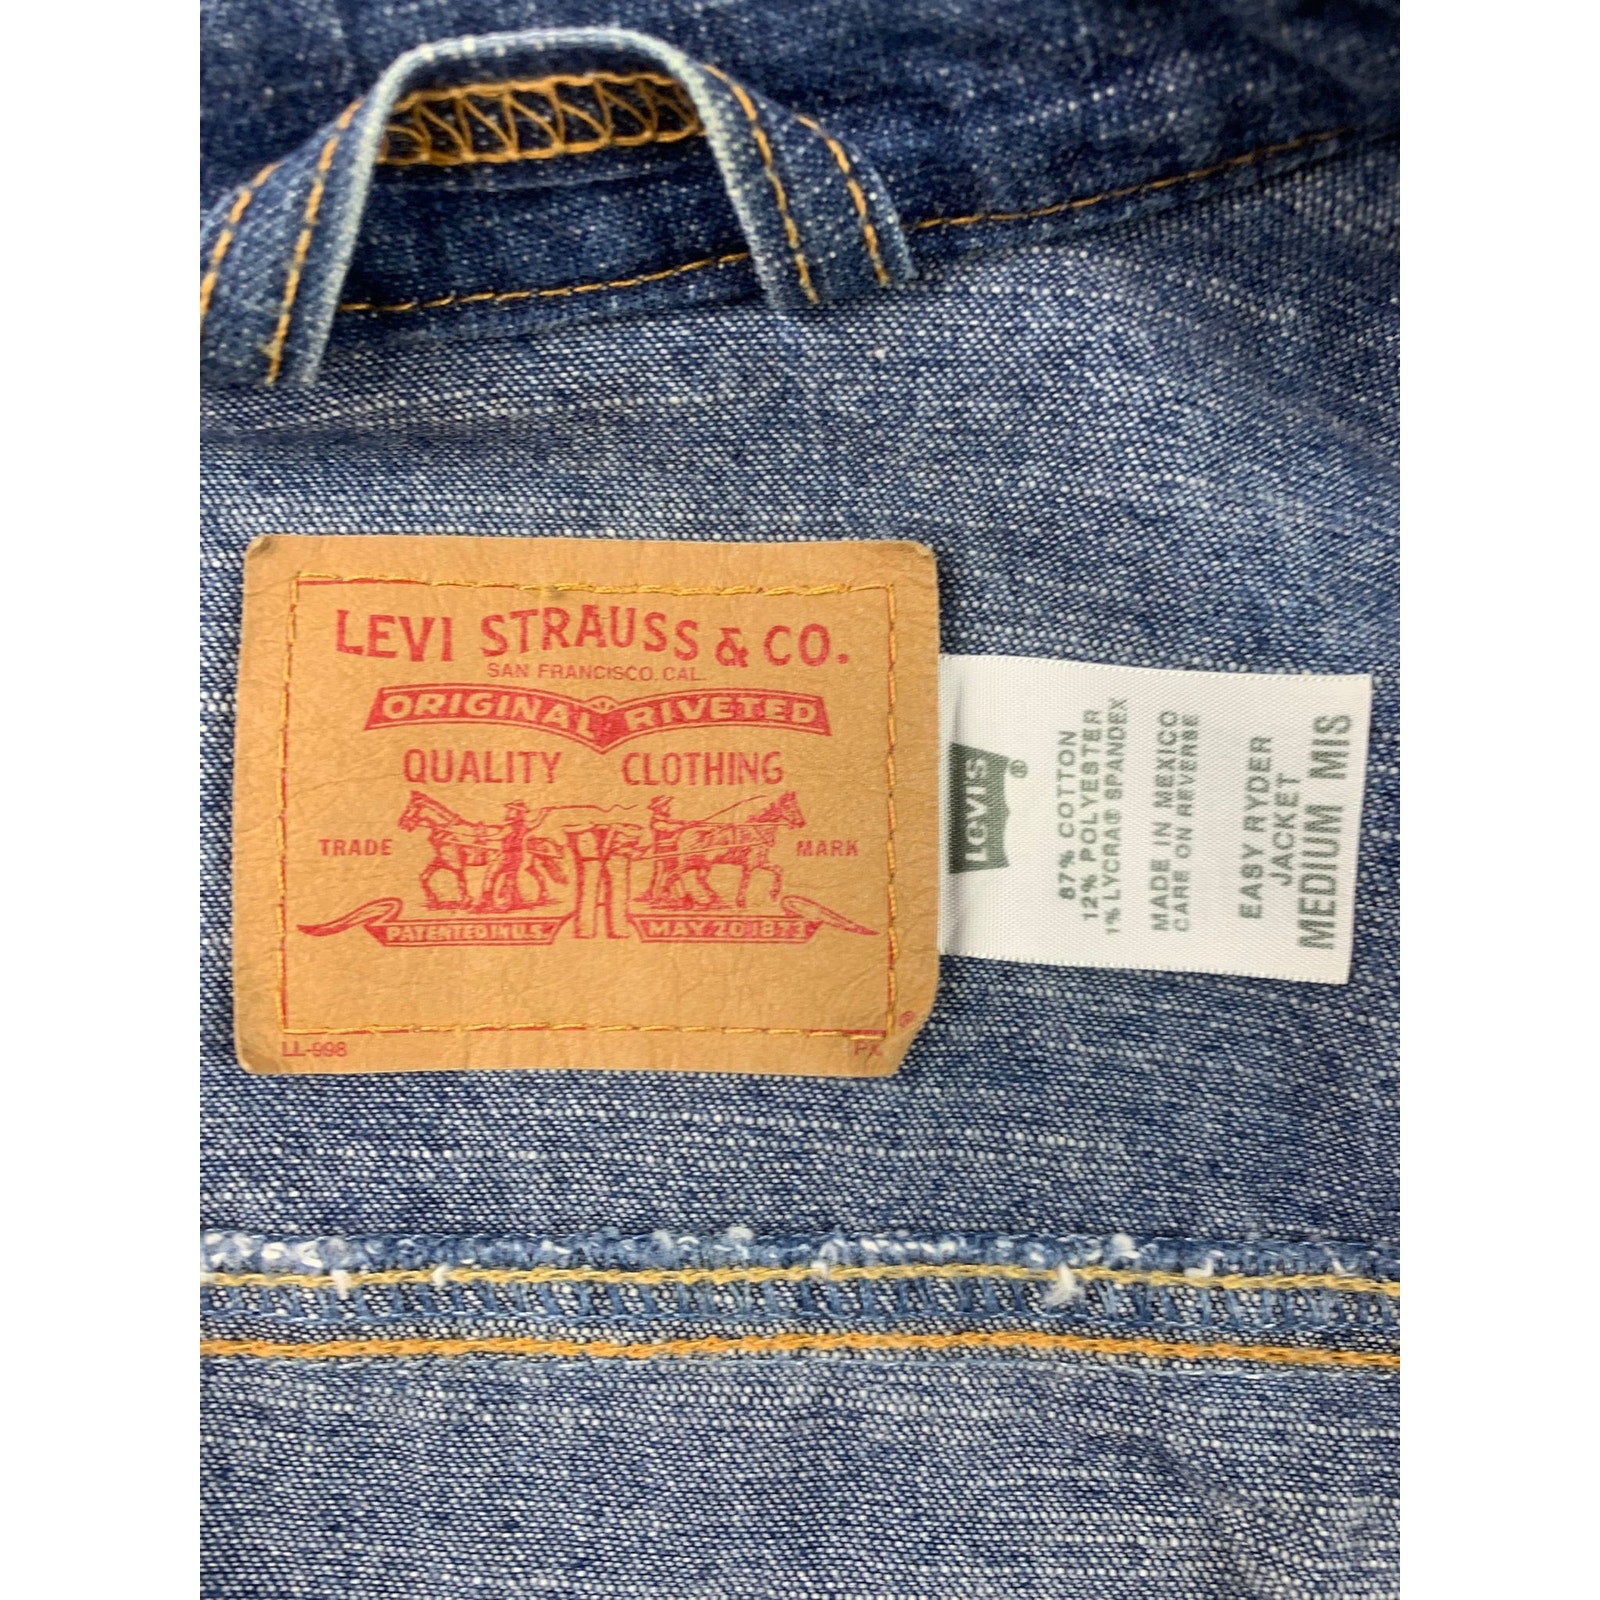 LEVI STRAUSS & CO.
SAN FRANCISCO, CAL.
ORIGINAL RIVETED
QUALITY CLOTHING
TRADE MARK
PATENTED IN U.S. MAY 20 1873
®
LL-998 PX
Levi's ®
87% COTTON
12% POLYESTER
1% LYCRA® SPANDEX
MADE IN MEXICO
CARE ON REVERSE
EASY RYDER
JACKET
MEDIUM MIS